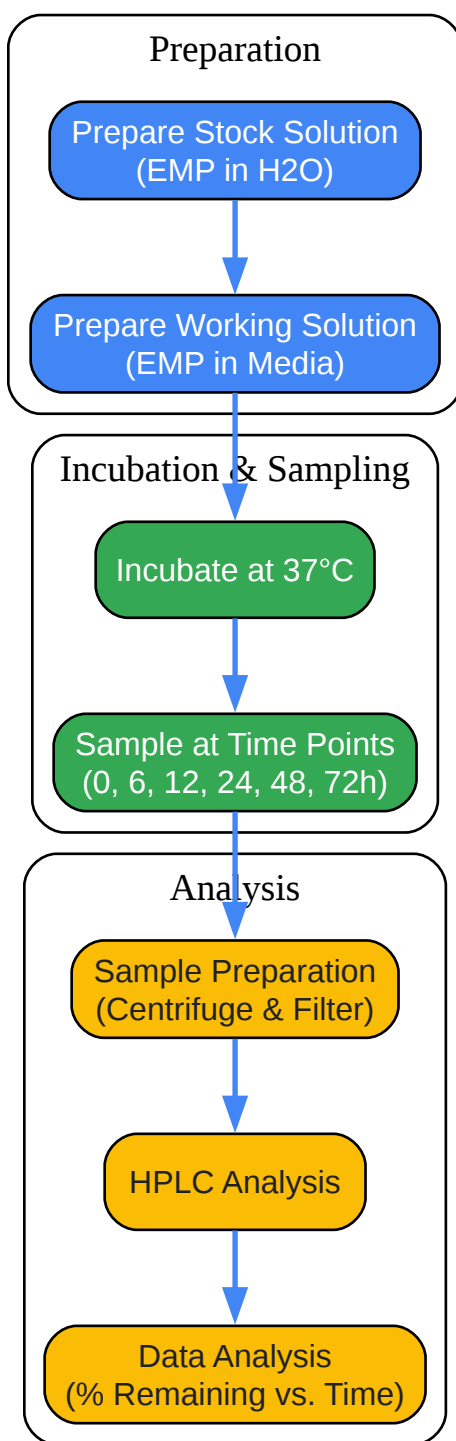 Preparation
Prepare Stock Solution
(EMP in H2O)
Prepare Working Solution
(EMP in Media)
Incubation & Sampling
Incubate at 37°C
Sample at Time Points
(0, 6, 12, 24, 48, 72h)
Analysis
Sample Preparation
(Centrifuge & Filter)
HPLC Analysis
Data Analysis
(% Remaining vs. Time)